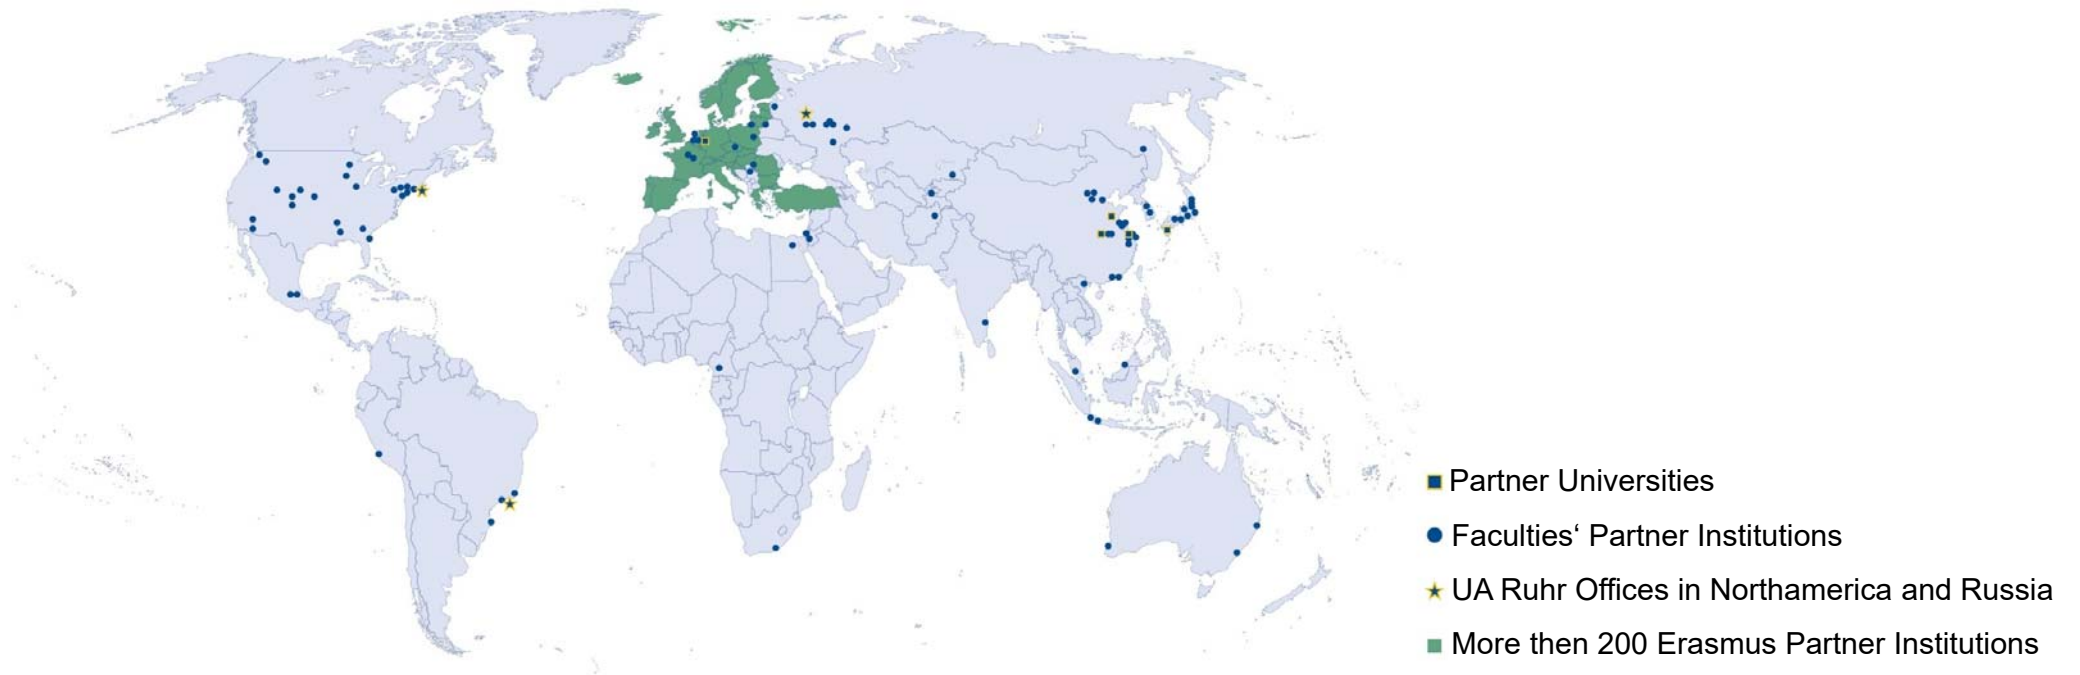 Partner Universities
Faculties‘ Partner Institutions
UA Ruhr Offices in Northamerica and Russia
More then 200 Erasmus Partner Institutions